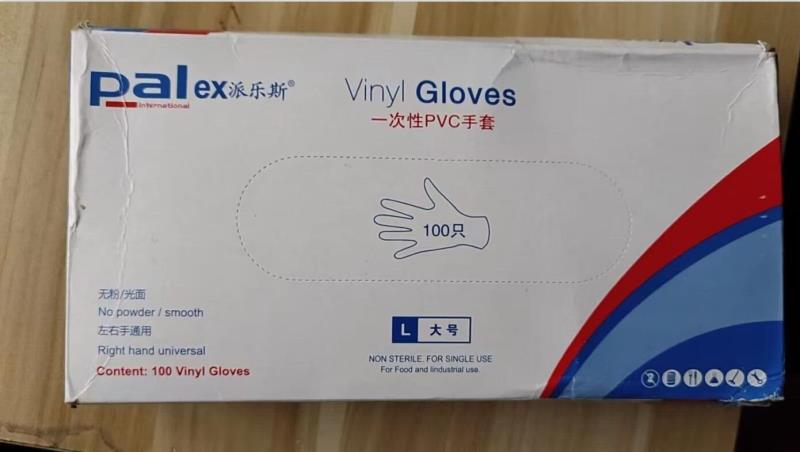 palex派乐斯®
International
Vinyl Gloves
一次性PVC手套
100只
无粉/光面
No powder / smooth
左右手通用
Right hand universal
Content: 100 Vinyl Gloves
L 大号
NON STERILE. FOR SINGLE USE
For Food and Iindustrial use.